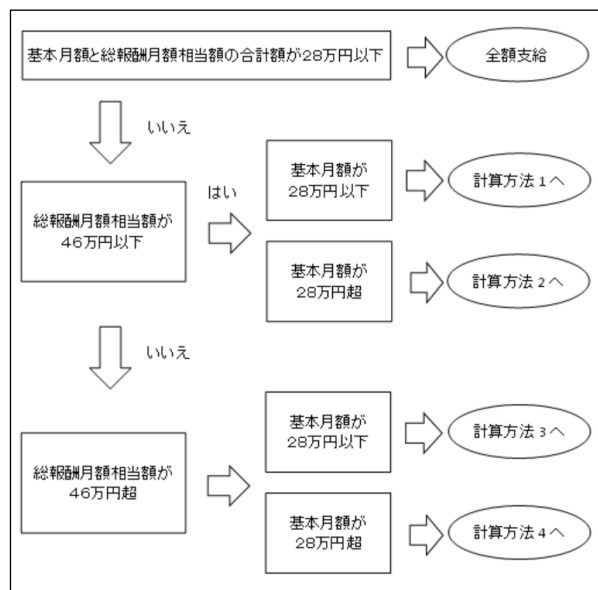 基本月額と総報酬月額相当額の合計額が28万円以下
全額支給
いいえ
総報酬月額相当額が
46万円以下
はい
基本月額が
28万円以下
計算方法1へ
基本月額が
28万円超
計算方法2へ
いいえ
総報酬月額相当額が
46万円超
基本月額が
28万円以下
計算方法3へ
基本月額が
28万円超
計算方法4へ